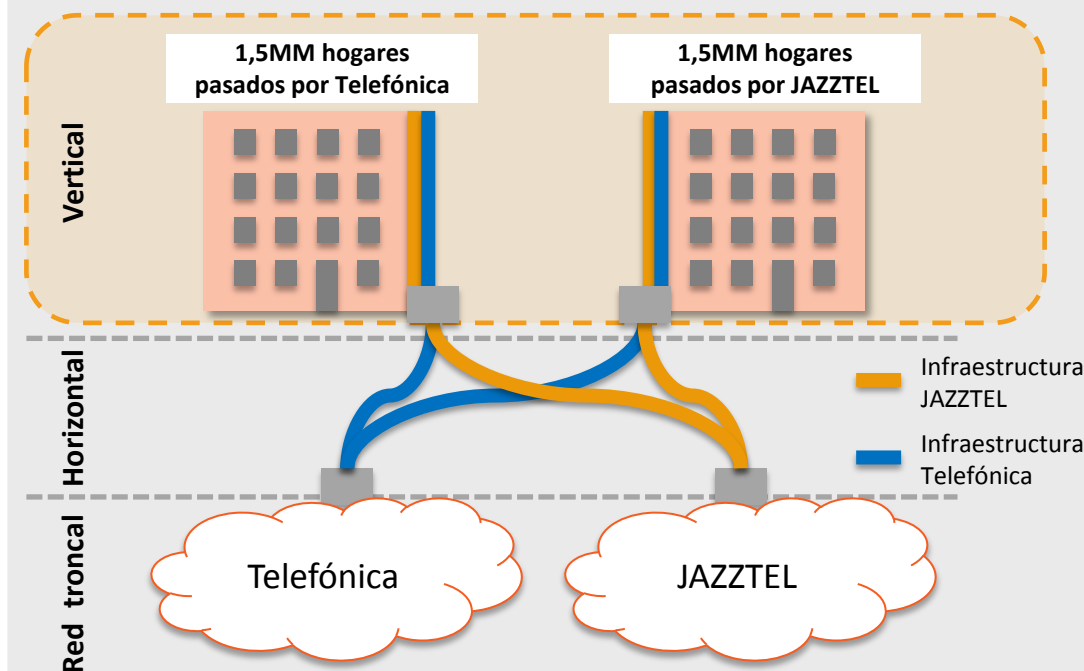 1,5MM hogares
pasados por Telefónica
1,5MM hogares
pasados por JAZZTEL
Vertical
Horizontal
Infraestructura
JAZZTEL
Infraestructura
Telefónica
Red troncal
Telefónica
JAZZTEL